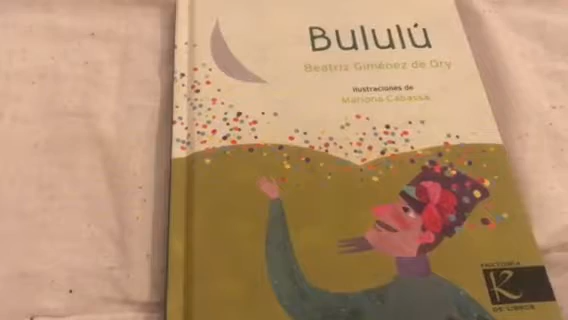 Bululú
Beatriz Giménez de Ory
ilustraciones de
Mariona Cabassa
FACTORÍA
K
DE LIBROS